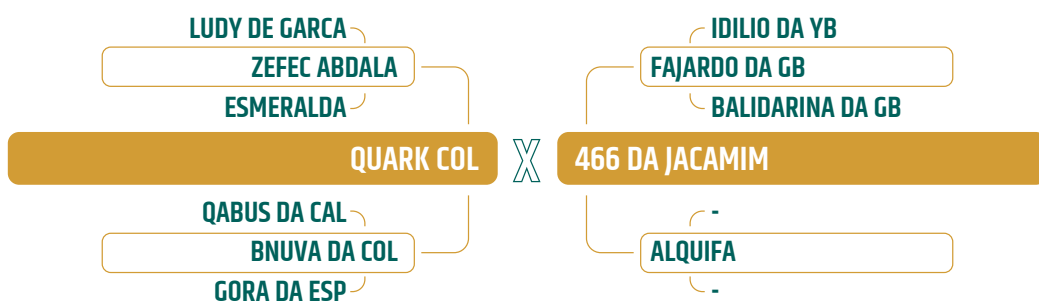 LUDY DE GARCA
IDILIO DA YB
ZEFEC ABDALA
FAJARDO DA GB
ESMERALDA
BALIDARINA DA GB
QUARK COL X 466 DA JACAMIM
QABUS DA CAL
-
BNUVA DA COL
ALQUIFA
GORA DA ESP
-